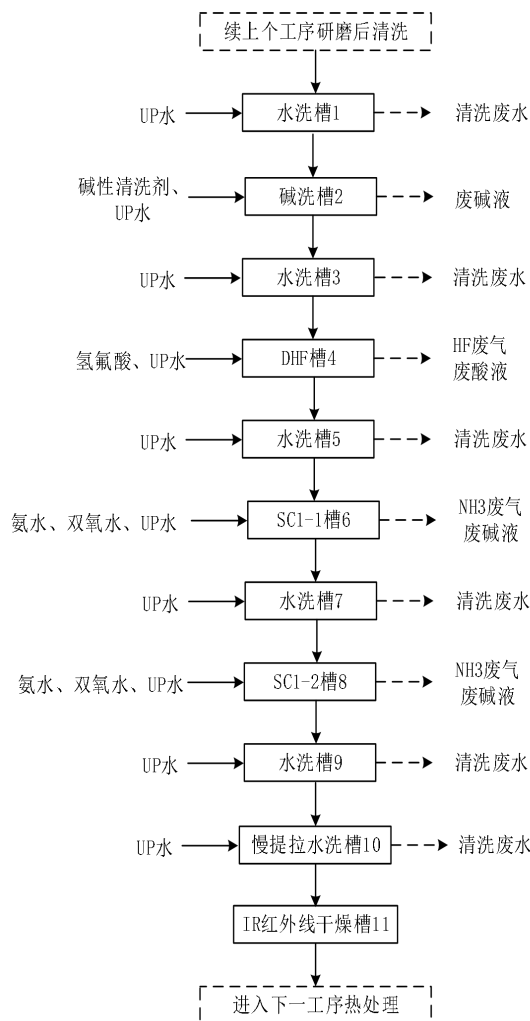 续上个工序研磨后清洗
UP水
水洗槽1
清洗废水
碱性清洗剂、
UP水
碱洗槽2
废碱液
UP水
水洗槽3
清洗废水
氢氟酸、UP水
DHF槽4
HF废气
废酸液
UP水
水洗槽5
清洗废水
氨水、双氧水、UP水
SC1-1槽6
NH3废气
废碱液
UP水
水洗槽7
清洗废水
氨水、双氧水、UP水
SC1-2槽8
NH3废气
废碱液
UP水
水洗槽9
清洗废水
UP水
慢提拉水洗槽10
清洗废水
IR红外线干燥槽11
进入下一工序热处理